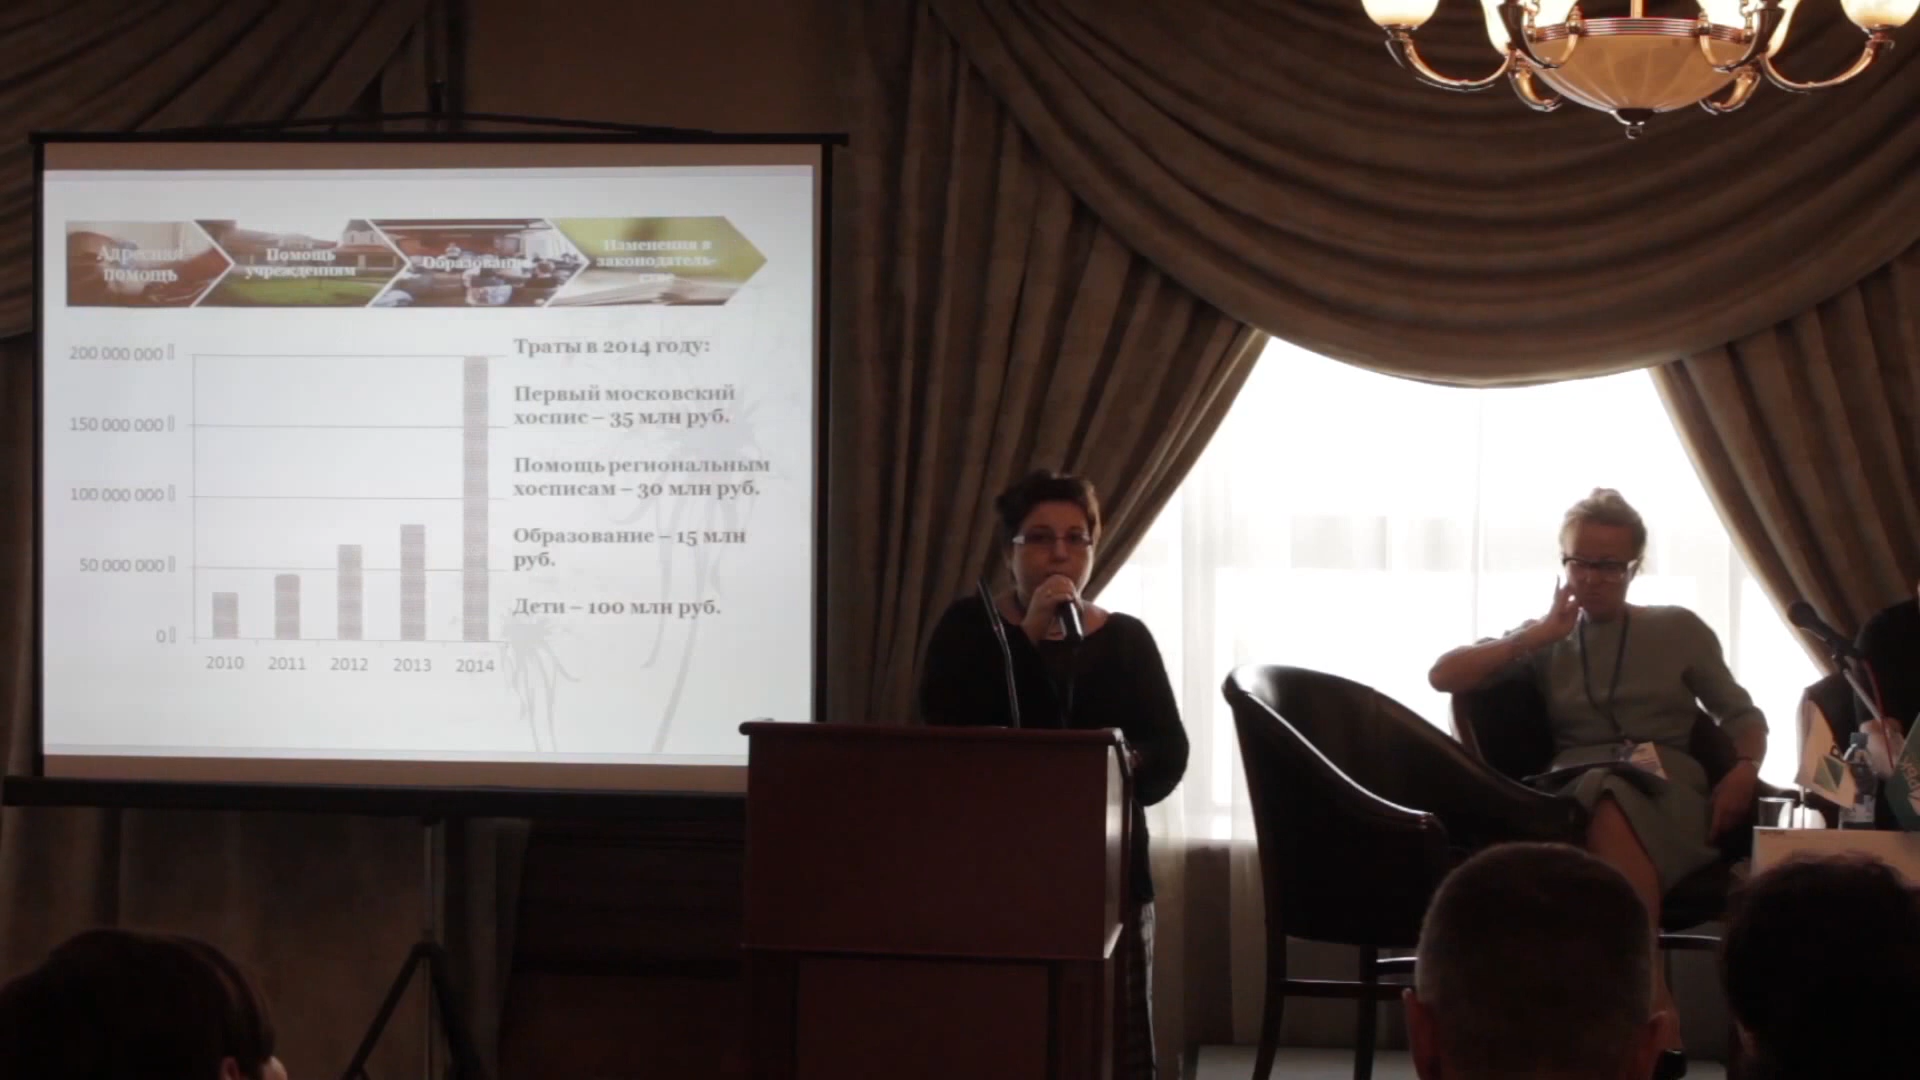 Адресная
помощь
Помощь
учреждениям
Образование
Изменения в
законодатель-
стве
200 000 000
150 000 000
100 000 000
50 000 000
0
2010 2011 2012 2013 2014
Траты в 2014 году:
Первый московский
хоспис – 35 млн руб.
Помощь региональным
хосписам – 30 млн руб.
Образование – 15 млн
руб.
Дети – 100 млн руб.